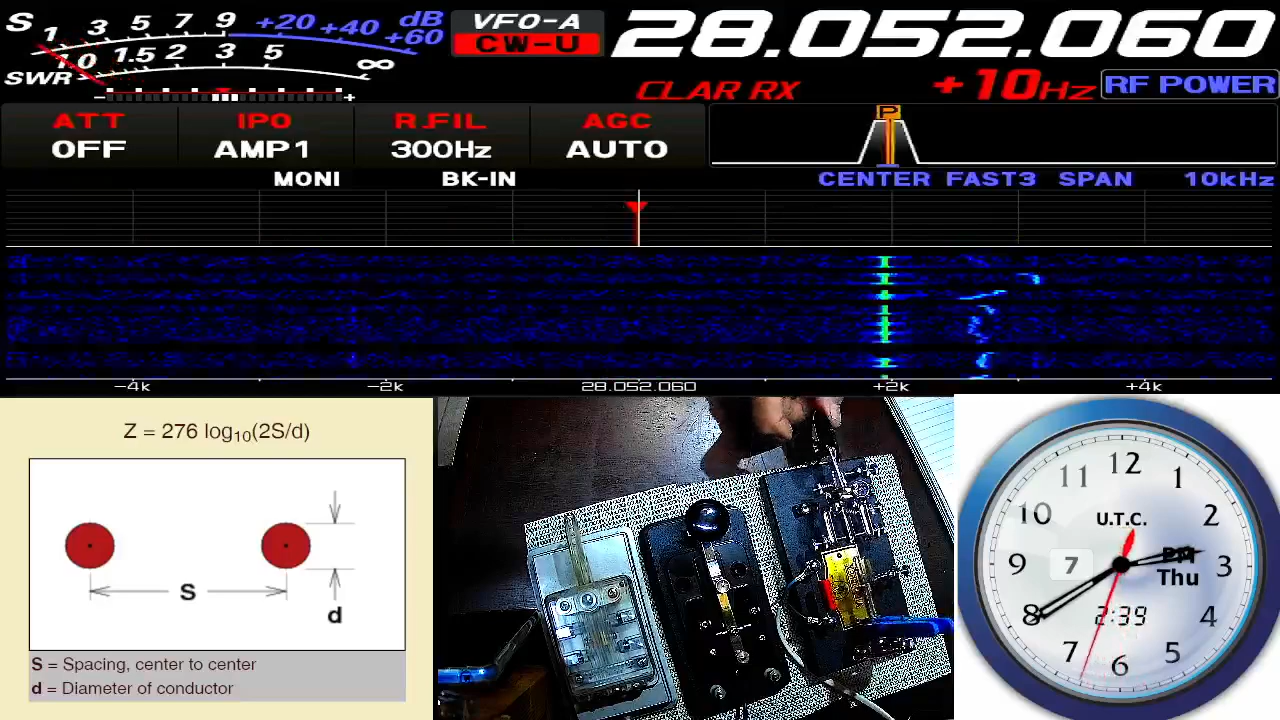 S 1 3 5 7 9 +20 +40 +60 dB
SWR 1.0 1.5 2 3 5 ∞
- +
VFO-A
CW-U
28.052.060
CLAR RX +10Hz RF POWER
ATT IPO R.FIL AGC
OFF AMP1 300Hz AUTO
P
MONI BK-IN CENTER FAST3 SPAN 10kHz
-4k -2k 28.052.060 +2k +4k
Z = 276 log₁₀(2S/d)
S
d
S = Spacing, center to center
d = Diameter of conductor
12 1 2 3 4 5 6 7 8 9 10 11
U.T.C.
7
PM
Thu
2:39